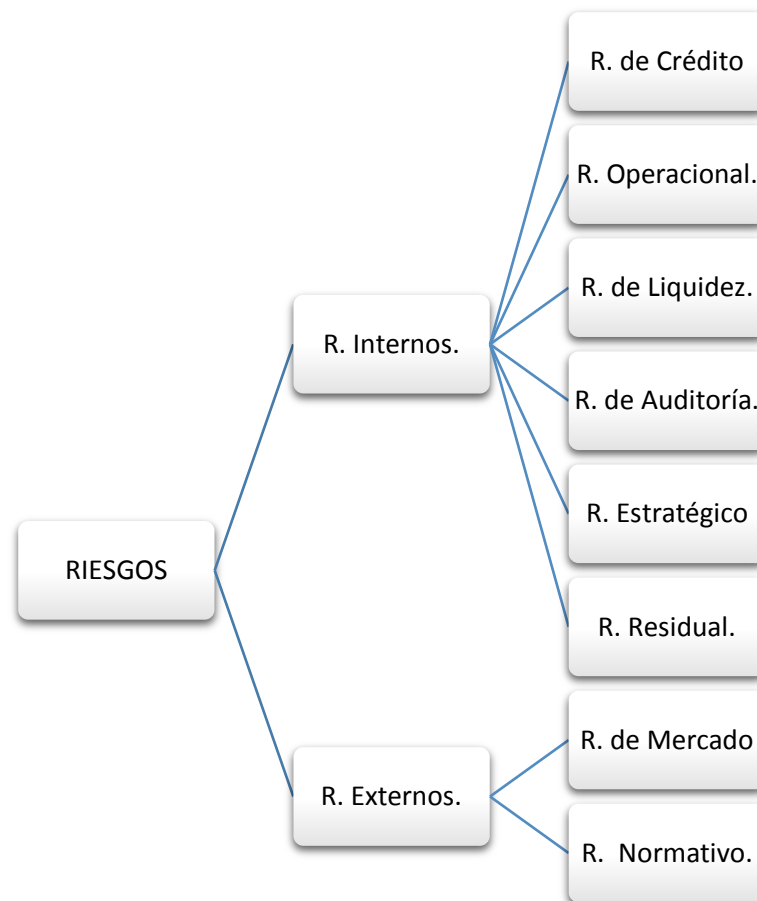 RIESGOS
R. Internos.
R. de Crédito
R. Operacional.
R. de Liquidez.
R. de Auditoría.
R. Estratégico
R. Residual.
R. Externos.
R. de Mercado
R.  Normativo.